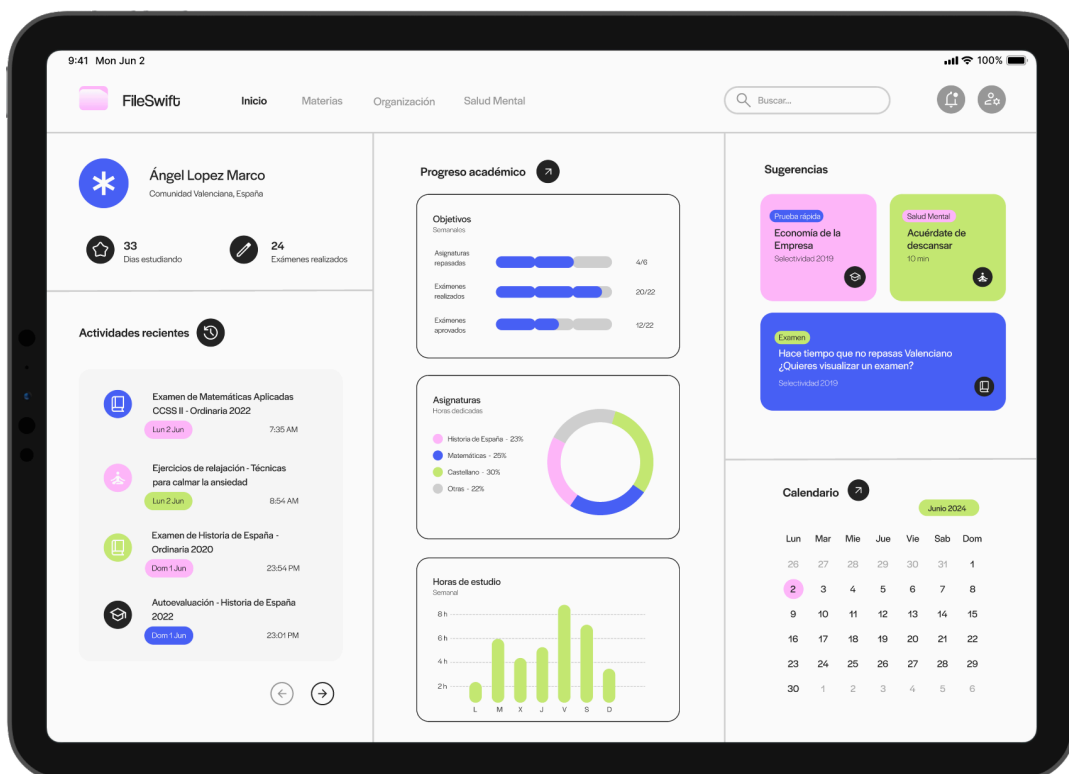 9:41 Mon Jun 2
100%
FileSwift
Inicio
Materias
Organización
Salud Mental
Buscar...
Ángel Lopez Marco
Comunidad Valenciana, España
33
Dias estudiando
24
Exámenes realizados
Actividades recientes
Examen de Matemáticas Aplicadas
CCSS II - Ordinaria 2022
Lun 2 Jun
7:35 AM
Ejercicios de relajación - Técnicas
para calmar la ansiedad
Lun 2 Jun
8:54 AM
Examen de Historia de España -
Ordinaria 2020
Dom 1 Jun
23:54 PM
Autoevaluación - Historia de España
2022
Dom 1 Jun
23:01 PM
Progreso académico
Objetivos
Semanales
Asignaturas
repasadas
4/6
Exámenes
realizados
20/22
Exámenes
aprovados
12/22
Asignaturas
Horas dedicadas
Historia de España - 23%
Matemáticas - 25%
Castellano - 30%
Otras - 22%
Horas de estudio
Semanal
8 h
6 h
4 h
2 h
L M X J V S D
Sugerencias
Prueba rápida
Economía de la
Empresa
Selectividad 2019
Salud Mental
Acuérdate de
descansar
10 min
Examen
Hace tiempo que no repasas Valenciano
¿Quieres visualizar un examen?
Selectividad 2019
Calendario
Junio 2024
Lun Mar Mie Jue Vie Sab Dom
26 27 28 29 30 31 1
2 3 4 5 6 7 8
9 10 11 12 13 14 15
16 17 18 19 20 21 22
23 24 25 26 27 28 29
30 1 2 3 4 5 6